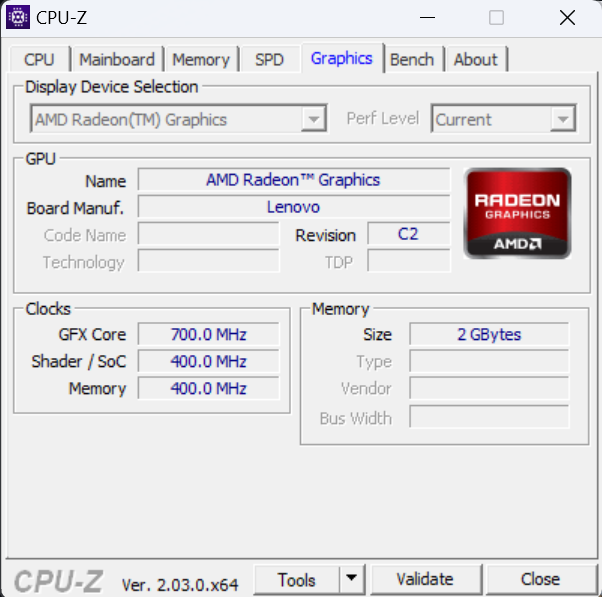 CPU-Z
CPU Mainboard Memory SPD Graphics Bench About
Display Device Selection
AMD Radeon(TM) Graphics Perf Level Current
GPU
Name AMD Radeon™ Graphics
Board Manuf. Lenovo
Code Name Revision C2
Technology TDP
RADEON
GRAPHICS
AMD
Clocks
GFX Core 700.0 MHz
Shader / SoC 400.0 MHz
Memory 400.0 MHz
Memory
Size 2 GBytes
Type
Vendor
Bus Width
CPU-Z Ver. 2.03.0.x64 Tools Validate Close